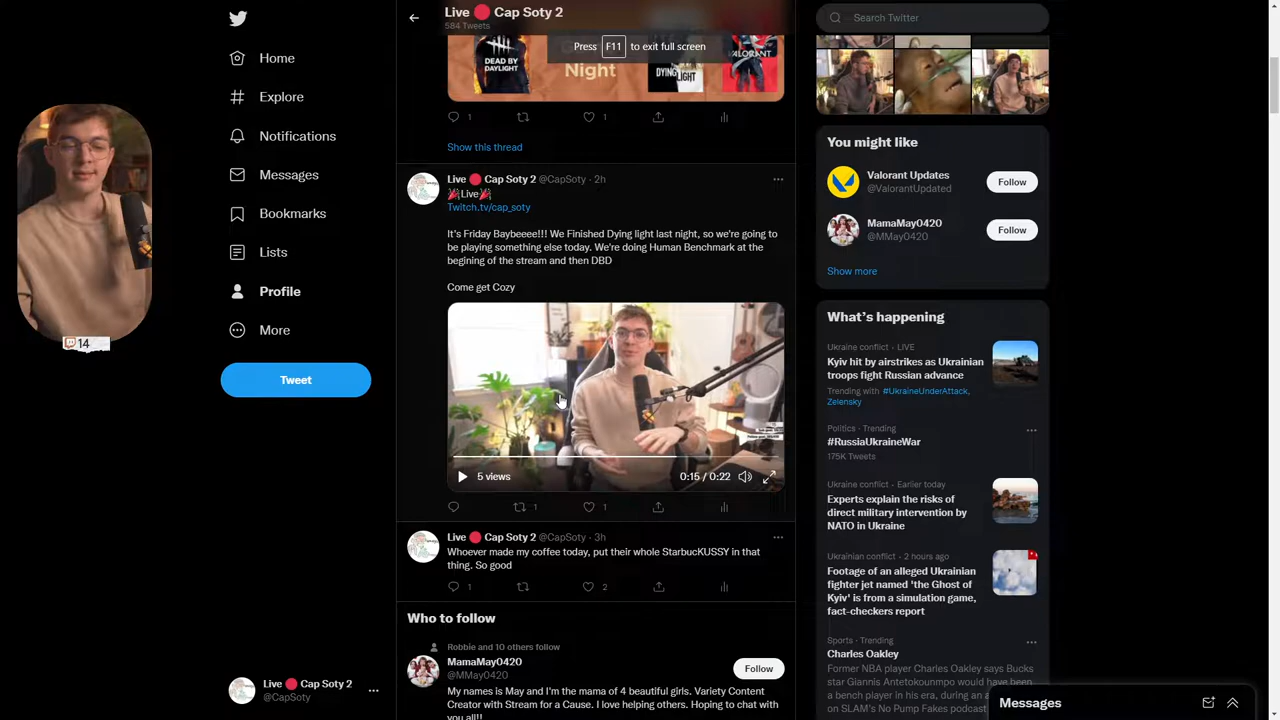 Home
Explore
Notifications
Messages
Bookmarks
Lists
Profile
More
Tweet
14
Live 🔴 Cap Soty 2
@CapSoty
Live 🔴 Cap Soty 2
584 Tweets
Press F11 to exit full screen
DEAD BY
DAYLIGHT
Night
DYING
LIGHT
VALORANT
1
1
Show this thread
Live 🔴 Cap Soty 2 @CapSoty · 2h
🎉Live🎉
Twitch.tv/cap_soty
It's Friday Baybeeee!!! We Finished Dying light last night, so we're going to
be playing something else today. We're doing Human Benchmark at the
begining of the stream and then DBD
Come get Cozy
5 views
0:15 / 0:22
1
1
Live 🔴 Cap Soty 2 @CapSoty · 3h
Whoever made my coffee today, put their whole StarbucKUSSY in that
thing. So good
1
2
Who to follow
Robbie and 10 others follow
MamaMay0420
@MMay0420
Follow
My names is May and I'm the mama of 4 beautiful girls. Variety Content
Creator with Stream for a Cause. I love helping others. Hoping to chat with
you all!!
Search Twitter
You might like
Valorant Updates
@ValorantUpdated
Follow
MamaMay0420
@MMay0420
Follow
Show more
What's happening
Ukraine conflict · LIVE
Kyiv hit by airstrikes as Ukrainian
troops fight Russian advance
Trending with #UkraineUnderAttack,
Zelensky
Politics · Trending
#RussiaUkraineWar
175K Tweets
Ukraine conflict · Earlier today
Experts explain the risks of
direct military intervention by
NATO in Ukraine
Ukrainian conflict · 2 hours ago
Footage of an alleged Ukrainian
fighter jet named 'the Ghost of
Kyiv' is from a simulation game,
fact-checkers report
Sports · Trending
Charles Oakley
Former NBA player Charles Oakley says Bucks
star Giannis Antetokounmpo would have been
a bench player in his era, during an a
on SLAM's No Pump Fakes podcast
Messages